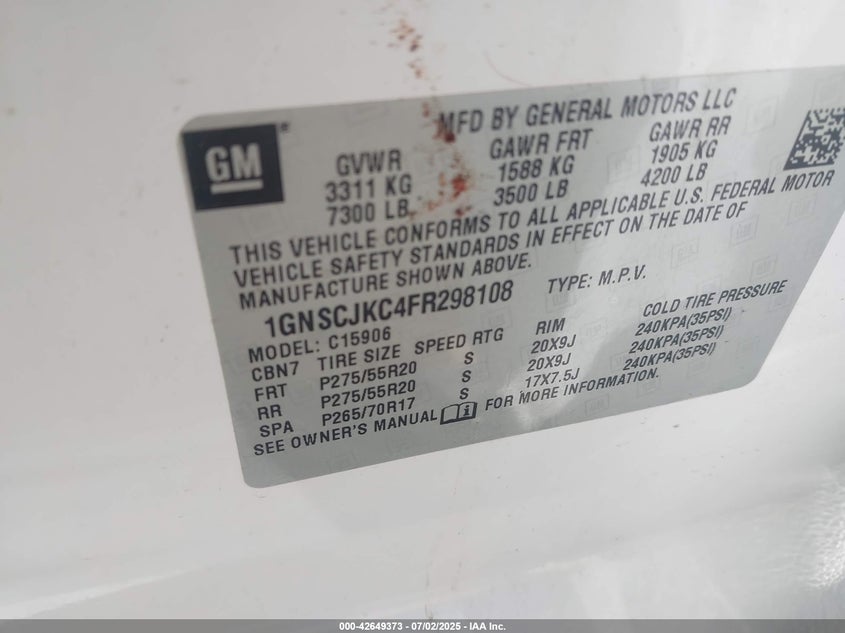 MFD BY GENERAL MOTORS LLC
GM®
GVWR GAWR FRT GAWR RR
3311 KG 1588 KG 1905 KG
7300 LB 3500 LB 4200 LB
THIS VEHICLE CONFORMS TO ALL APPLICABLE U.S. FEDERAL MOTOR
VEHICLE SAFETY STANDARDS IN EFFECT ON THE DATE OF
MANUFACTURE SHOWN ABOVE.
1GNSCJKC4FR298108 TYPE: M.P.V.
MODEL: C15906
CBN7 TIRE SIZE SPEED RTG RIM COLD TIRE PRESSURE
FRT P275/55R20 S 20X9J 240KPA(35PSI)
RR P275/55R20 S 20X9J 240KPA(35PSI)
SPA P265/70R17 S 17X7.5J 240KPA(35PSI)
SEE OWNER'S MANUAL FOR MORE INFORMATION.
000-42649373 - 07/02/2025 - IAA Inc.